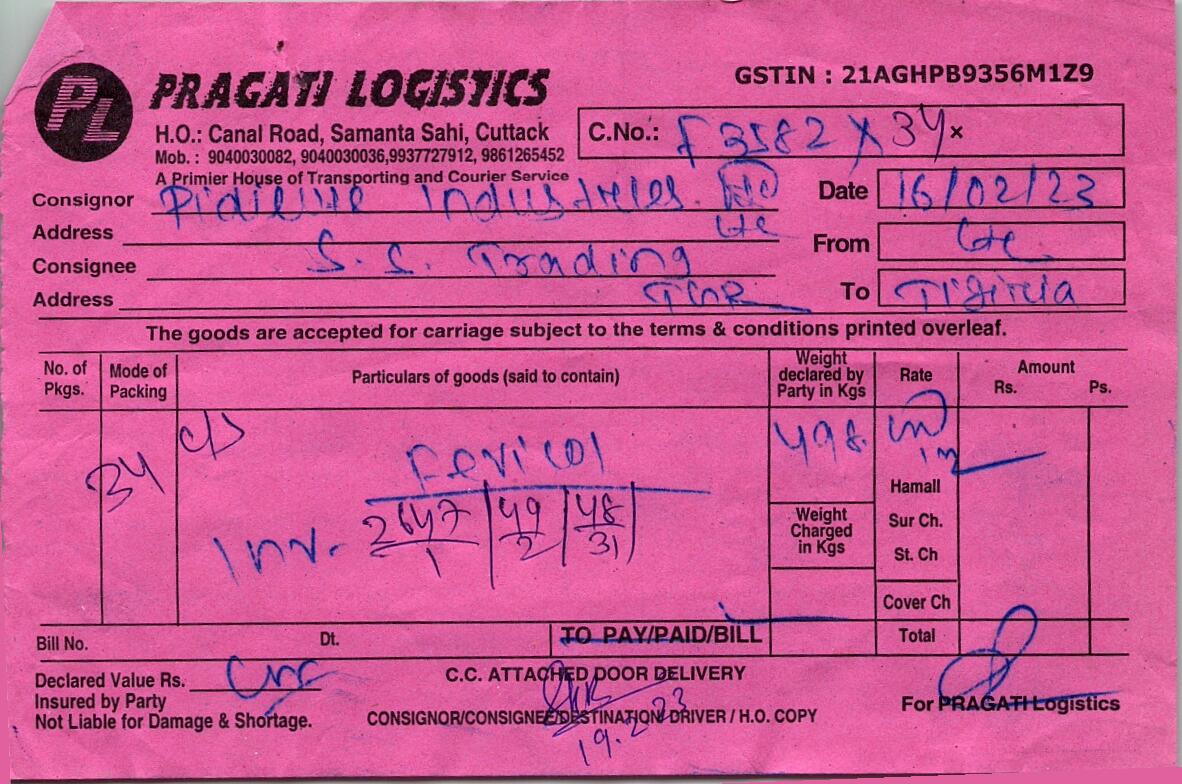 PL PRAGATI LOGISTICS
GSTIN : 21AGHPB9356M1Z9
H.O.: Canal Road, Samanta Sahi, Cuttack
C.No.: F 3582 X 34 x
Mob. : 9040030082, 9040030036,9937727912, 9861265452
A Primier House of Transporting and Courier Service
Consignor Pidilite Industries.
Date 16/02/23
Address Ctc
From Ctc
Consignee S. S. Trading
Address
To Tigiria
The goods are accepted for carriage subject to the terms & conditions printed overleaf.
No. of Pkgs. Mode of Packing Particulars of goods (said to contain) Weight declared by Party in Kgs Rate Amount Rs. Ps.
34 c/s Fevicol 498.
Hamall
Inv. 2647/1 | 49/2 | 48/31
Weight Charged in Kgs
Sur Ch.
St. Ch
Cover Ch
Bill No. Dt. TO PAY/PAID/BILL Total
Declared Value Rs.
C.C. ATTACHED DOOR DELIVERY
Insured by Party
For PRAGATI Logistics
Not Liable for Damage & Shortage.
CONSIGNOR/CONSIGNEE/DESTINATION DRIVER / H.O. COPY
19.2.23